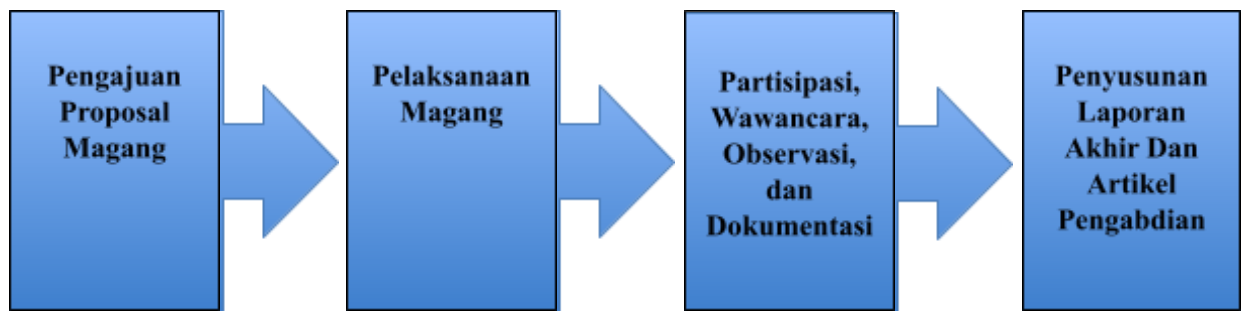 Pengajuan
Proposal
Magang
Pelaksanaan
Magang
Partisipasi,
Wawancara,
Observasi,
dan
Dokumentasi
Penyusunan
Laporan
Akhir Dan
Artikel
Pengabdian